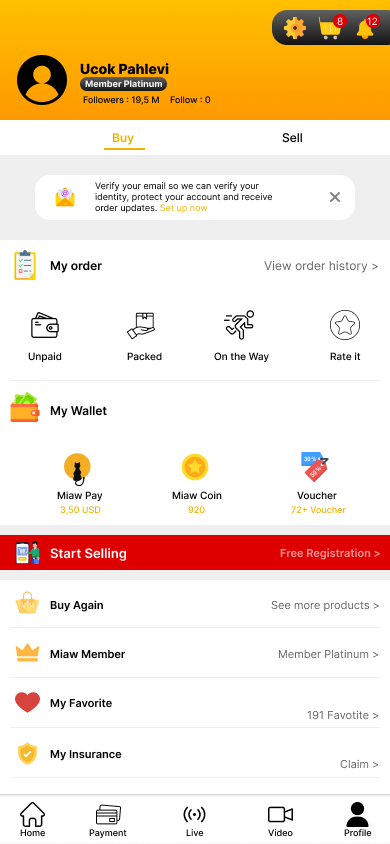 8
12
Ucok Pahlevi
Member Platinum
Followers : 19,5 M Follow : 0
Buy
Sell
Verify your email so we can verify your
identity, protect your account and receive
order updates. Set up now
My order
View order history >
Unpaid
Packed
On the Way
Rate it
My Wallet
30 %
50%
Miaw Pay
Miaw Coin
Voucher
3,50 USD
920
72+ Voucher
Start Selling
Free Registration >
Buy Again
See more products >
Miaw Member
Member Platinum >
My Favorite
191 Favotite >
My Insurance
Claim >
Home
Payment
Live
Video
Profile